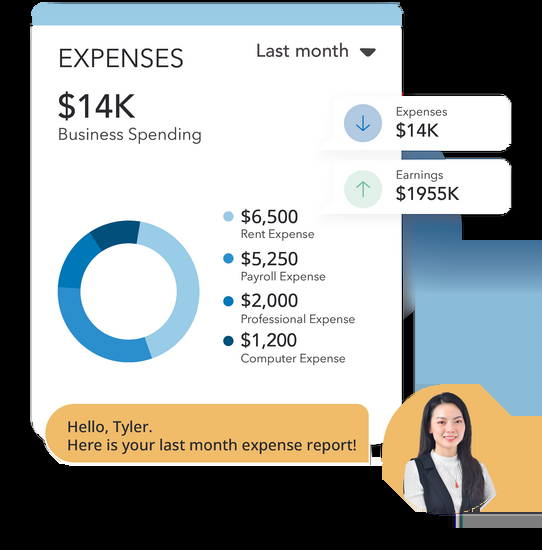 EXPENSES
Last month
$14K
Business Spending
Expenses
$14K
Earnings
$1955K
$6,500
Rent Expense
$5,250
Payroll Expense
$2,000
Professional Expense
$1,200
Computer Expense
Hello, Tyler.
Here is your last month expense report!